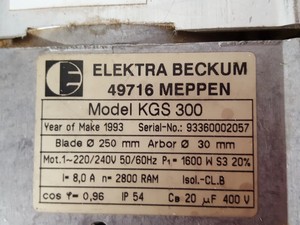 ELEKTRA BECKUM
49716 MEPPEN
Model KGS 300
Year of Make 1993 Serial-No.: 93360002057
Blade Ø 250 mm Arbor Ø 30 mm
Mot.1~220/240V 50/60Hz P₁= 1600 W S3 20%
I= 8,0 A n= 2800 RAM Isol.-CL.B
cos φ= 0,96 IP 54 CB 20 µF 400 V